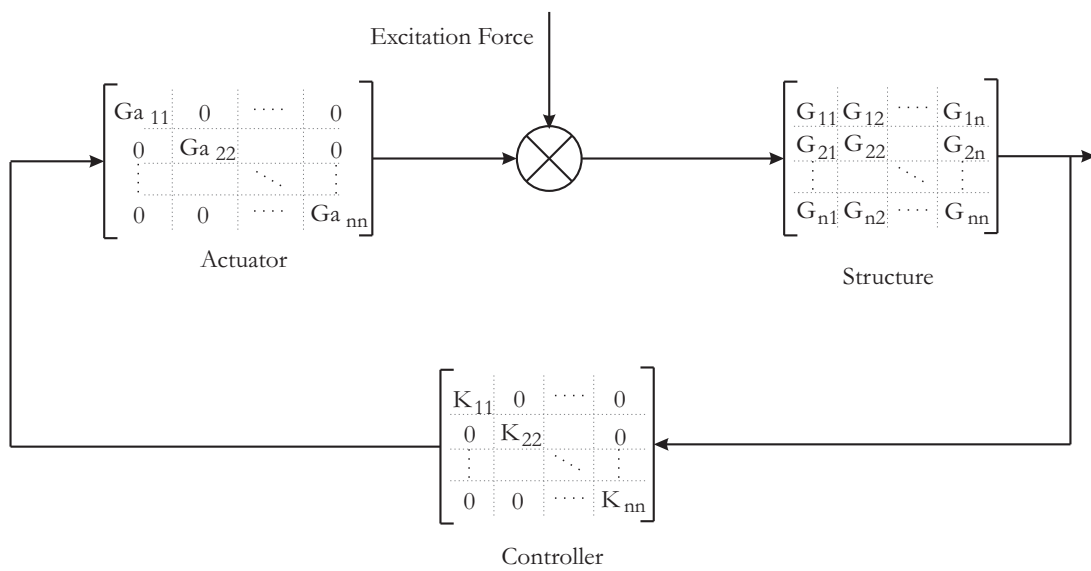 Excitation Force
Ga 11 0 .... 0
0 Ga 22 0
0 0 .... Ga nn
Actuator
G11 G12 .... G1n
G21 G22 G2n
Gn1 Gn2 .... Gnn
Structure
K11 0 .... 0
0 K22 0
0 0 .... Knn
Controller